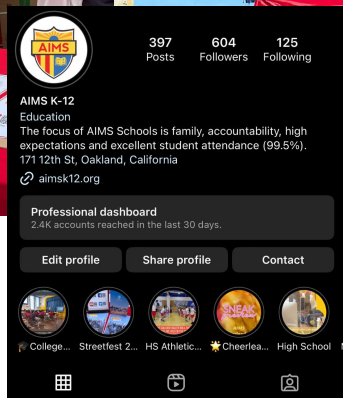 AIMS
397 604 125
Posts Followers Following
AIMS K-12
Education
The focus of AIMS Schools is family, accountability, high
expectations and excellent student attendance (99.5%).
171 12th St, Oakland, California
aimsk12.org
Professional dashboard
2.4K accounts reached in the last 30 days.
Edit profile Share profile Contact
SNEAK
🎓College... Streetfest 2... HS Athletic... 🌟Cheerlea... High School